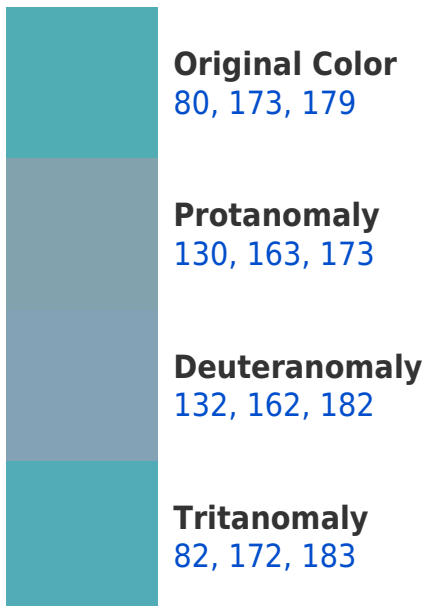 Original Color
80, 173, 179
Protanomaly
130, 163, 173
Deuteranomaly
132, 162, 182
Tritanomaly
82, 172, 183